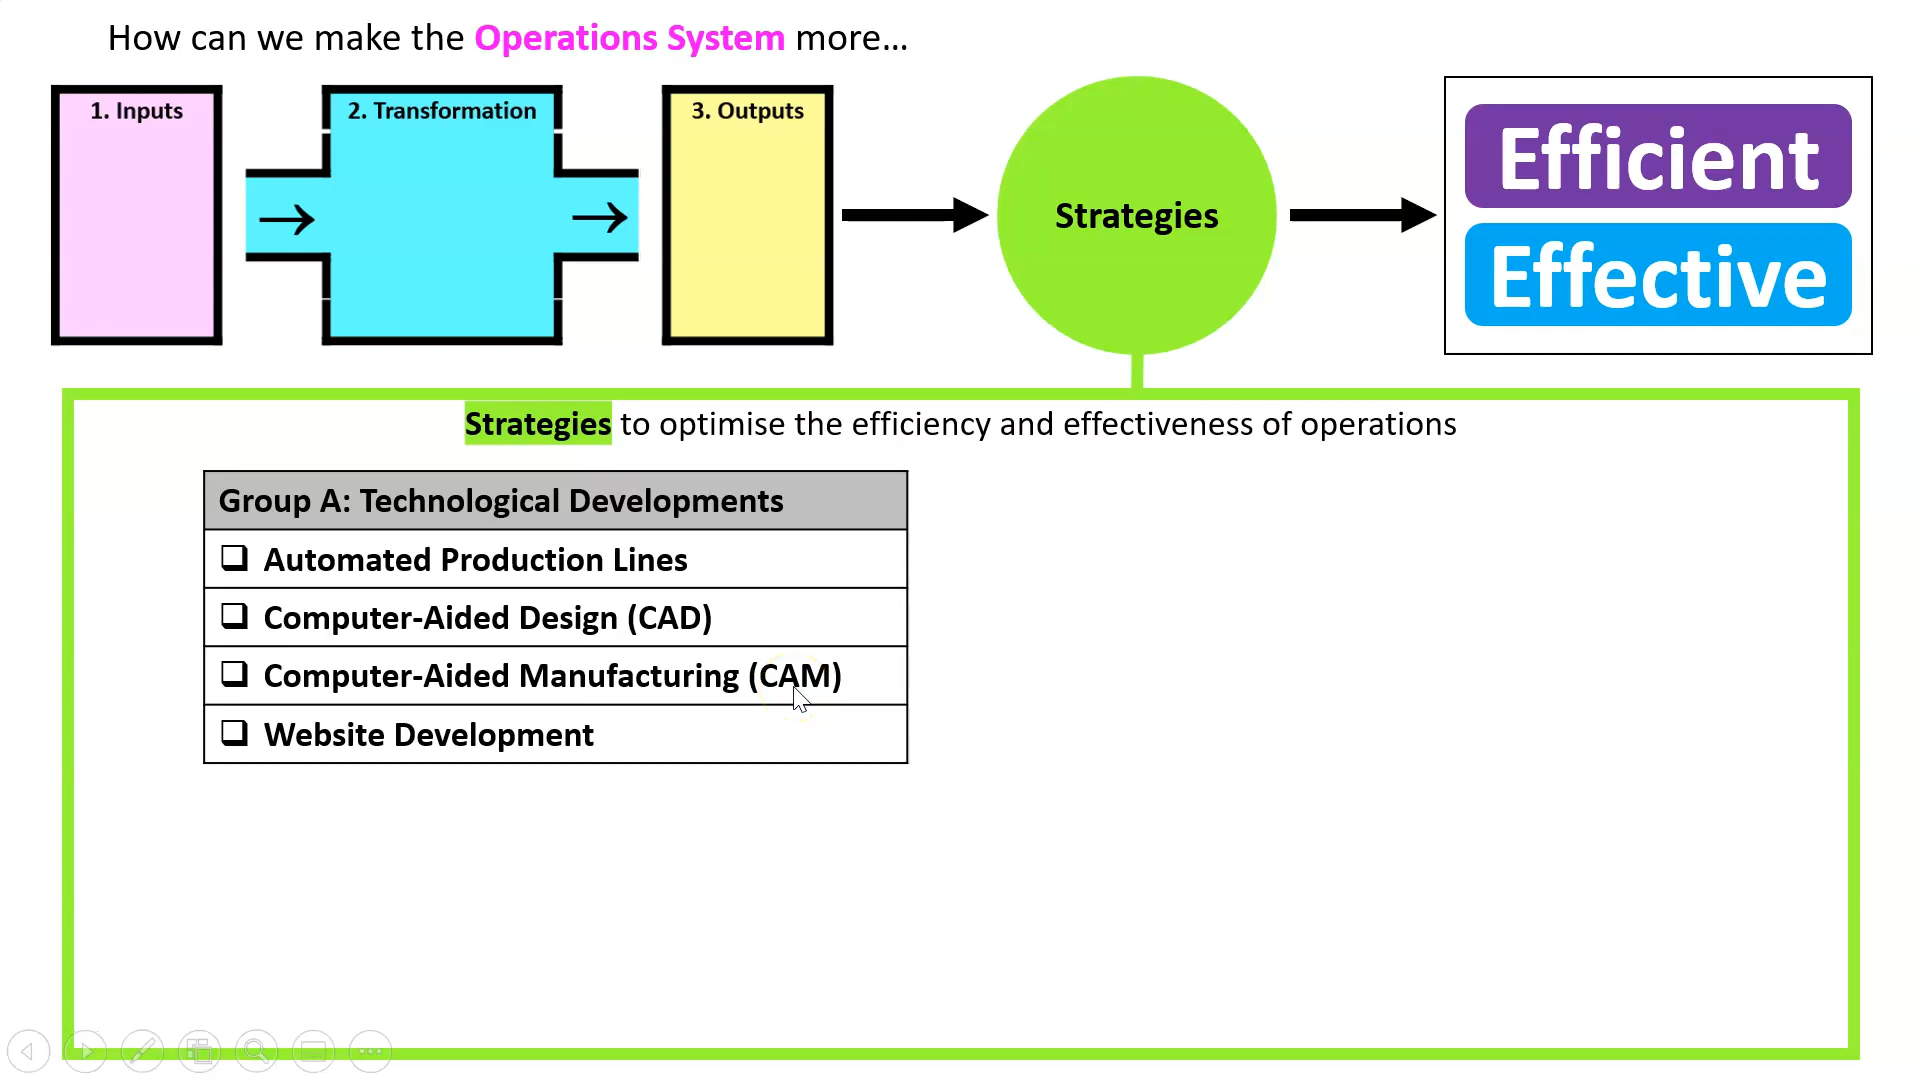 How can we make the Operations System more...
1. Inputs
2. Transformation
3. Outputs
Strategies
Efficient
Effective
Strategies to optimise the efficiency and effectiveness of operations
Group A: Technological Developments
Automated Production Lines
Computer-Aided Design (CAD)
Computer-Aided Manufacturing (CAM)
Website Development